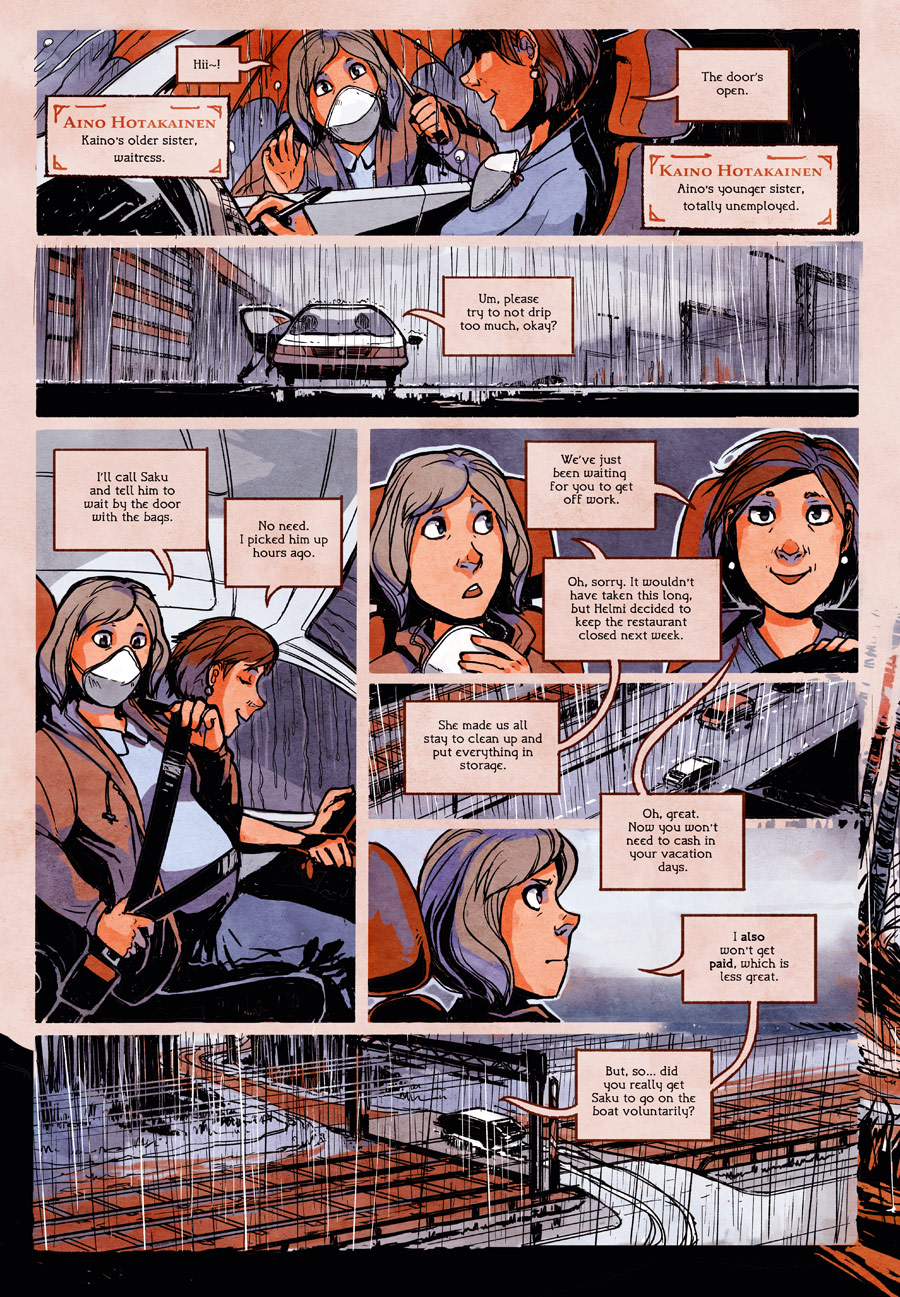 Hii~!
AINO HOTAKAINEN
Kaino's older sister,
waitress.
The door's
open.
KAINO HOTAKAINEN
Aino's younger sister,
totally unemployed.
Um, please
try to not drip
too much, okay?
I'll call Saku
and tell him to
wait by the door
with the bags.
No need.
I picked him up
hours ago.
We've just
been waiting
for you to get
off work.
Oh, sorry. It wouldn't
have taken this long,
but Helmi decided to
keep the restaurant
closed next week.
She made us all
stay to clean up and
put everything in
storage.
Oh, great.
Now you won't
need to cash in
your vacation
days.
I also
won't get
paid, which is
less great.
But, so... did
you really get
Saku to go on the
boat voluntarily?